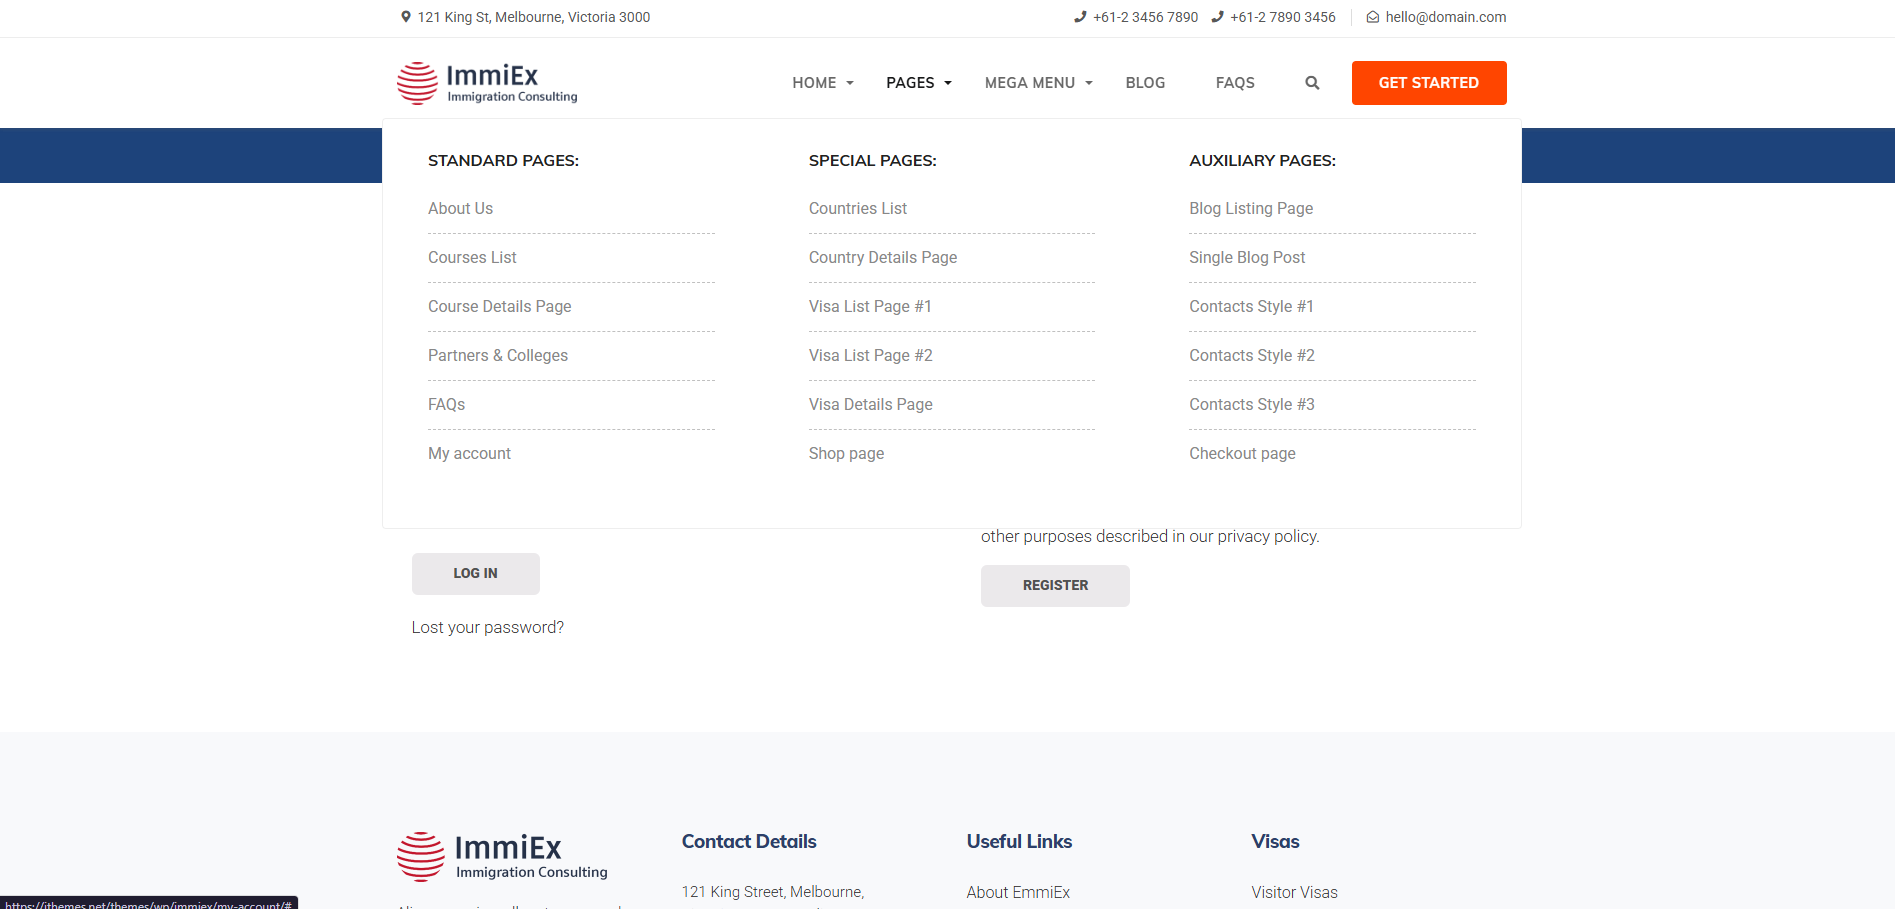 121 King St, Melbourne, Victoria 3000
+61-2 3456 7890
+61-2 7890 3456
hello@domain.com
ImmiEx
Immigration Consulting
HOME
PAGES
MEGA MENU
BLOG
FAQS
GET STARTED
STANDARD PAGES:
About Us
Courses List
Course Details Page
Partners & Colleges
FAQs
My account
SPECIAL PAGES:
Countries List
Country Details Page
Visa List Page #1
Visa List Page #2
Visa Details Page
Shop page
AUXILIARY PAGES:
Blog Listing Page
Single Blog Post
Contacts Style #1
Contacts Style #2
Contacts Style #3
Checkout page
LOG IN
Lost your password?
other purposes described in our privacy policy.
REGISTER
ImmiEx
Immigration Consulting
Contact Details
121 King Street, Melbourne,
Useful Links
About EmmiEx
Visas
Visitor Visas
https://jthemes.net/themes/wp/immiex/my-account/#